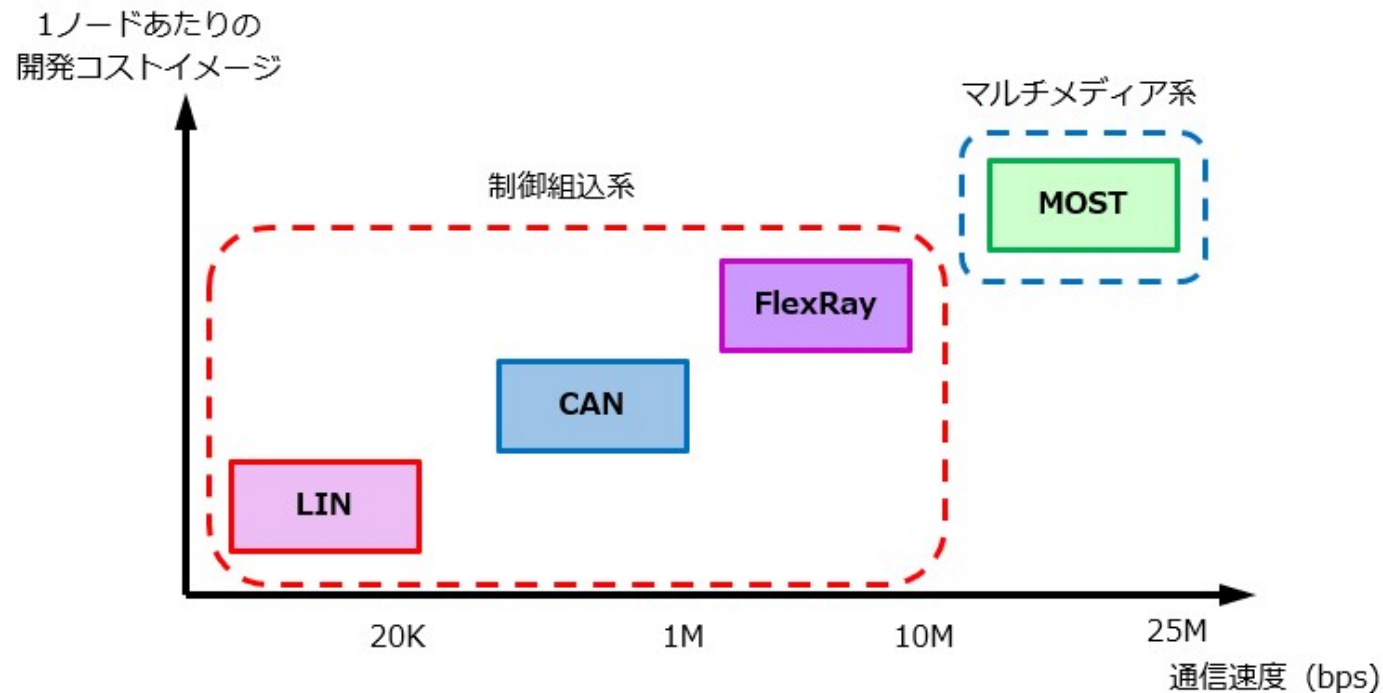 1ノードあたりの
開発コストイメージ
マルチメディア系
制御組込系
MOST
FlexRay
CAN
LIN
20K
1M
10M
25M
通信速度（bps)